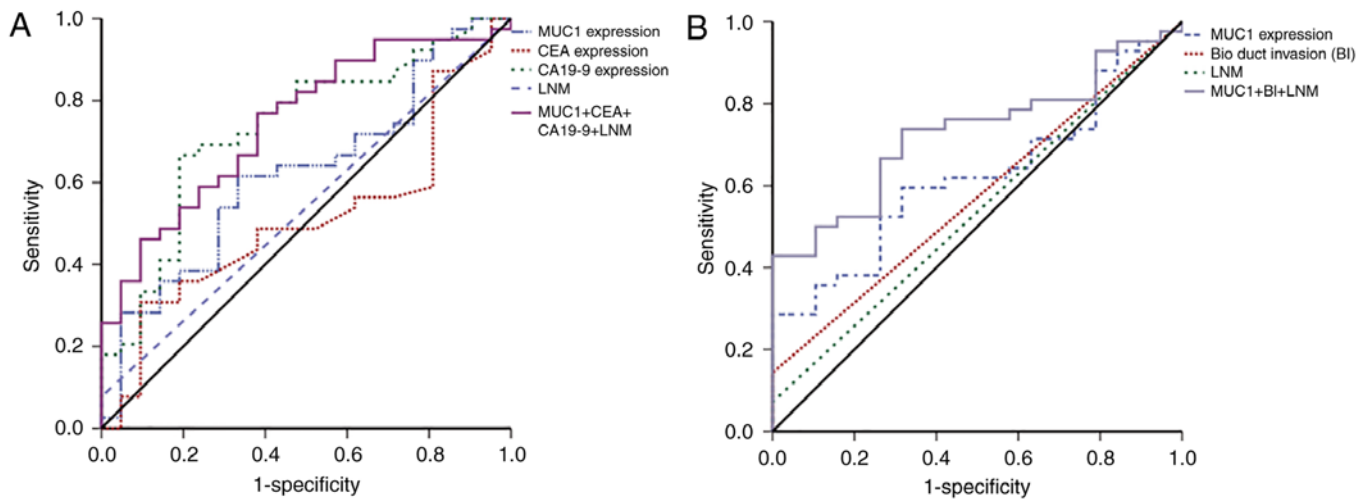 A
1.0
0.8
0.6
0.4
0.2
0.0
Sensitivity
0.0 0.2 0.4 0.6 0.8 1.0
1-specificity
MUC1 expression
CEA expression
CA19-9 expression
LNM
MUC1+CEA+
CA19-9+LNM
B
1.0
0.8
0.6
0.4
0.2
0.0
Sensitivity
0.0 0.2 0.4 0.6 0.8 1.0
1-specificity
MUC1 expression
Bio duct invasion (BI)
LNM
MUC1+BI+LNM